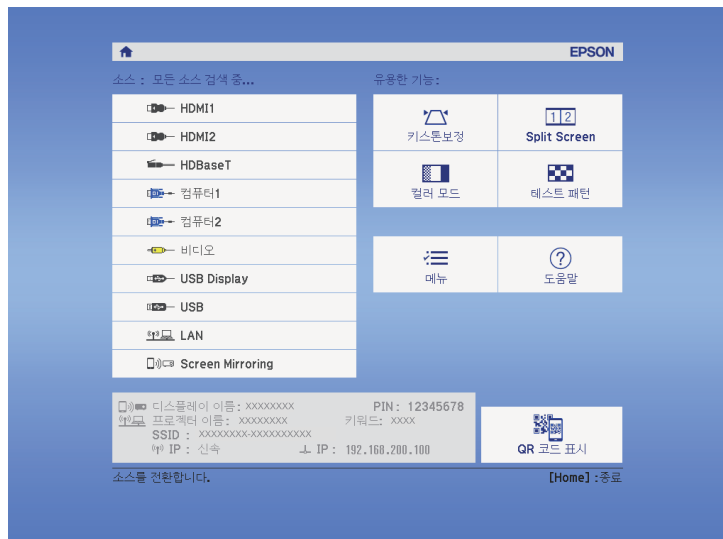 EPSON
소스 : 모든 소스 검색 중...
유용한 기능:
HDMI1
HDMI2
HDBaseT
컴퓨터1
컴퓨터2
비디오
USB Display
USB
LAN
Screen Mirroring
키스톤보정
1 2
Split Screen
컬러 모드
테스트 패턴
메뉴
?
도움말
디스플레이 이름: XXXXXXXX
PIN: 12345678
프로젝터 이름: XXXXXXXX
키워드: XXXX
SSID : XXXXXXXX-XXXXXXXXXX
IP : 신속
IP : 192.168.200.100
QR 코드 표시
소스를 전환합니다.
[Home] :종료